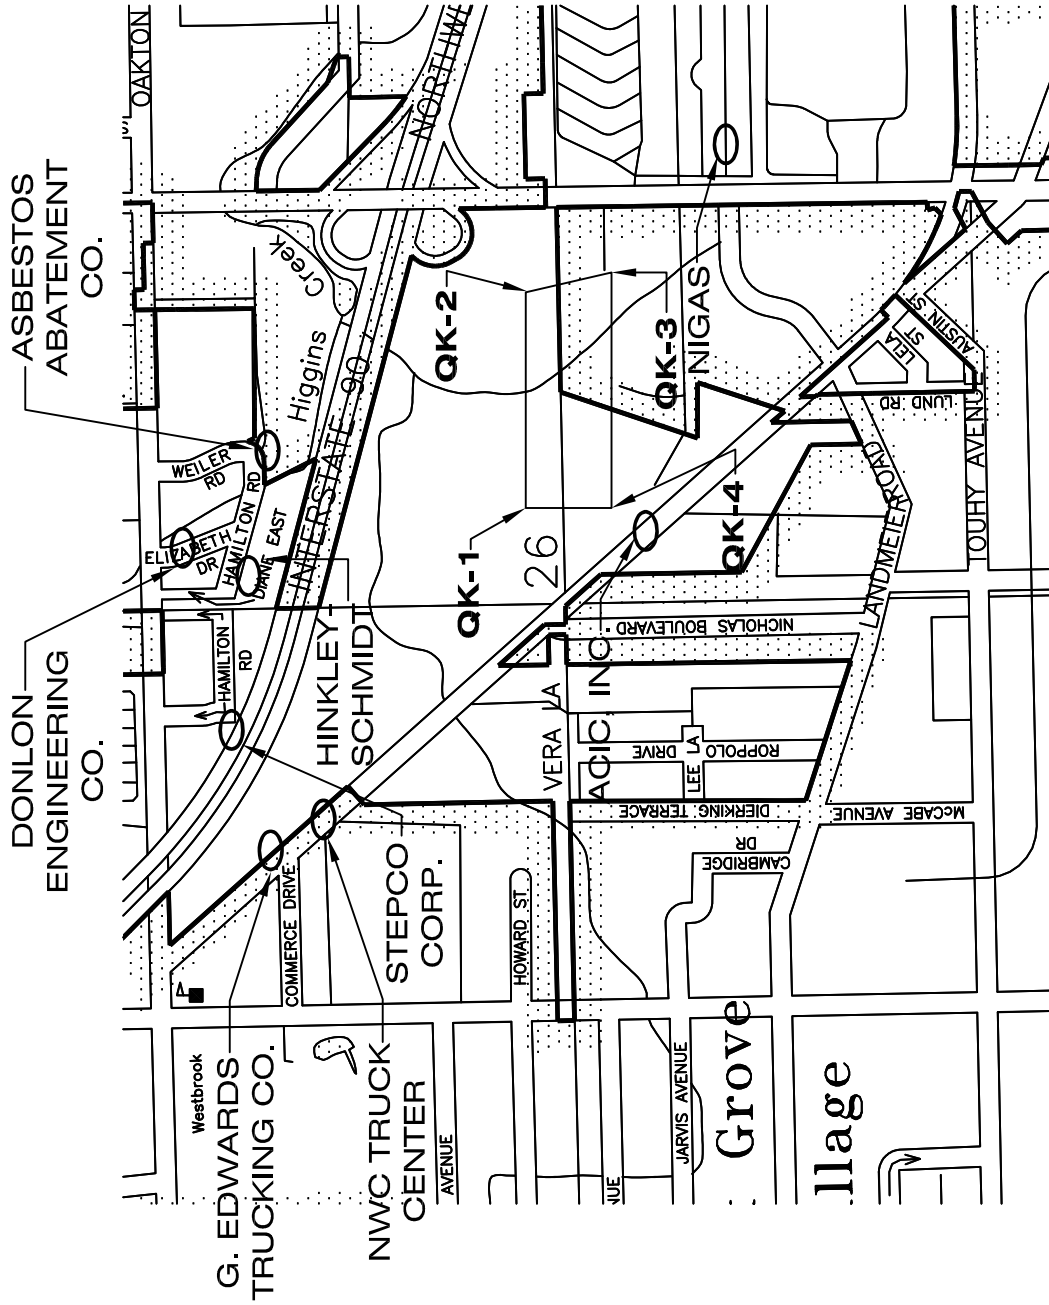 ASBESTOS
ABATEMENT
CO.
DONLON
ENGINEERING
CO.
OAKTON
NORTHW
Higgins
Creek
INTERSTATE 90
WEILER
RD
ELIZABETH
DR
HAMILTON RD
DIANE EAST
HAMILTON
RD
HINKLEY-
SCHMIDT
QK-2
QK-3
NIGAS
QK-1
QK-4
26
ACIC, INC.
STEPCO
CORP.
G. EDWARDS
TRUCKING CO.
NWC TRUCK
CENTER
COMMERCE DRIVE
HOWARD ST
Westbrook
AVENUE
NUE
JARVIS AVENUE
VERA LA
LEE LA
ROPPOLO DRIVE
DIERKING TERRACE
NICHOLAS BOULEVARD
CAMBRIDGE
DR
McCABE AVENUE
LANDMEIER ROAD
LUND RD
LELA
ST
AUSTIN ST
OUHY AVENUE
Grove
llage